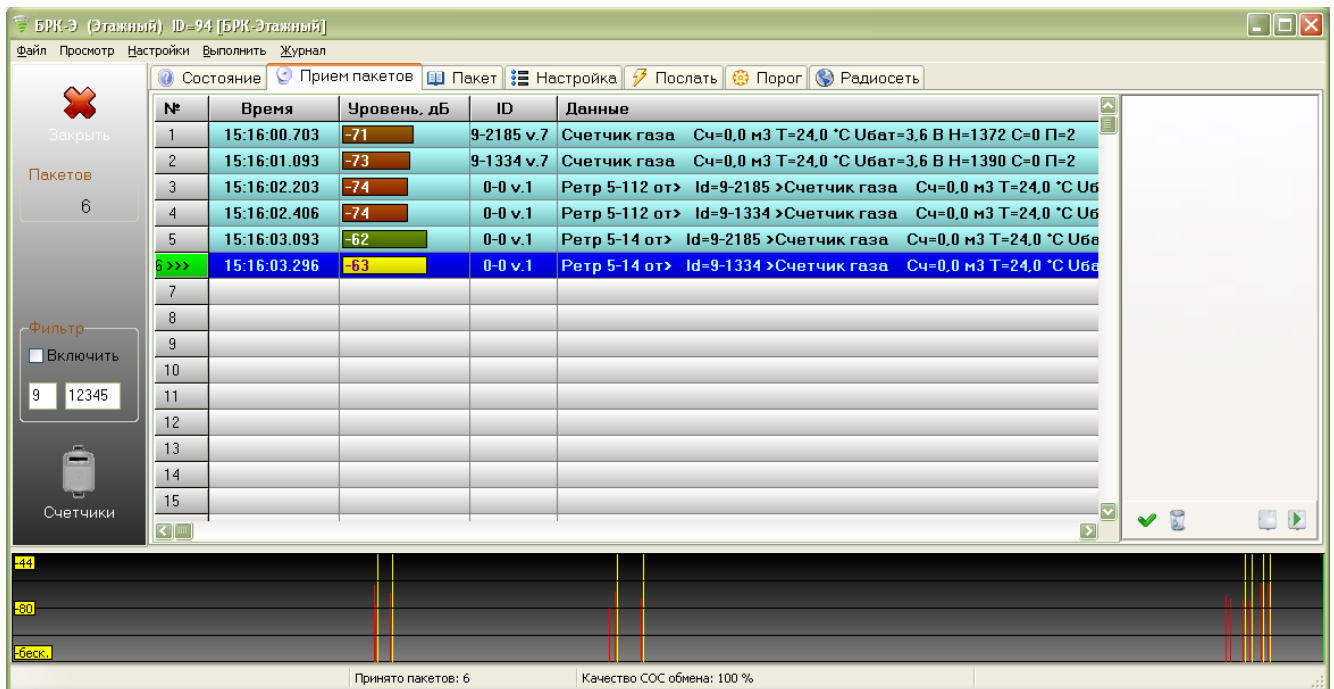 БРК-Э (Этажный) ID=94 [БРК-Этажный]
Файл Просмотр Настройки Выполнить Журнал
Закрыть
Пакетов
6
Фильтр
Включить
9 12345
Счетчики
Состояние Прием пакетов Пакет Настройка Послать Порог Радиосеть
№ Время Уровень, дБ ID Данные
1 15:16:00.703 -71 9-2185 v.7 Счетчик газа Сч=0,0 м3 T=24,0 °C Uбат=3,6 В Н=1372 С=0 П=2
2 15:16:01.093 -73 9-1334 v.7 Счетчик газа Сч=0,0 м3 T=24,0 °C Uбат=3,6 В Н=1390 С=0 П=2
3 15:16:02.203 -74 0-0 v.1 Ретр 5-112 от> Id=9-2185 >Счетчик газа Сч=0,0 м3 T=24,0 °C Uб
4 15:16:02.406 -74 0-0 v.1 Ретр 5-112 от> Id=9-1334 >Счетчик газа Сч=0,0 м3 T=24,0 °C Uб
5 15:16:03.093 -62 0-0 v.1 Ретр 5-14 от> Id=9-2185 >Счетчик газа Сч=0,0 м3 T=24,0 °C Uба
6 >>> 15:16:03.296 -63 0-0 v.1 Ретр 5-14 от> Id=9-1334 >Счетчик газа Сч=0,0 м3 T=24,0 °C Uба
7
8
9
10
11
12
13
14
15
-44
-80
-беск.
Принято пакетов: 6 Качество СОС обмена: 100 %